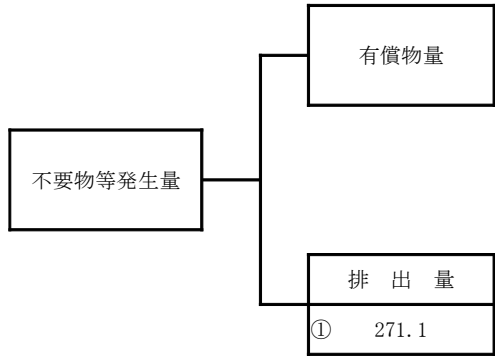 有償物量
不要物等発生量
排 出 量
① 271.1